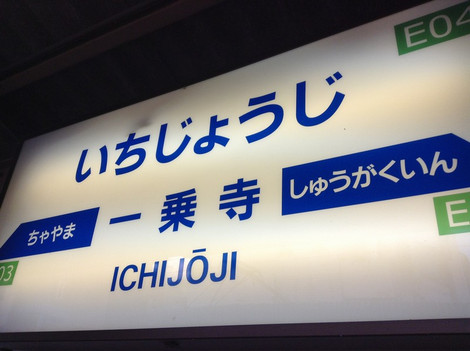 E04
いちじょうじ
一乗寺
しゅうがくいん
ちゃやま
E
03
ICHIJŌJI